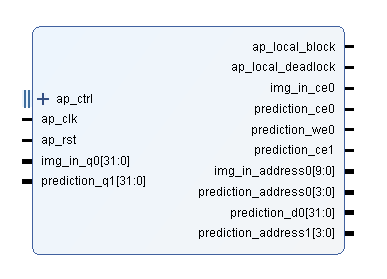 ap_local_block
ap_local_deadlock
img_in_ce0
ap_ctrl
prediction_ce0
ap_clk
prediction_we0
ap_rst
prediction_ce1
img_in_q0[31:0]
img_in_address0[9:0]
prediction_q1[31:0]
prediction_address0[3:0]
prediction_d0[31:0]
prediction_address1[3:0]